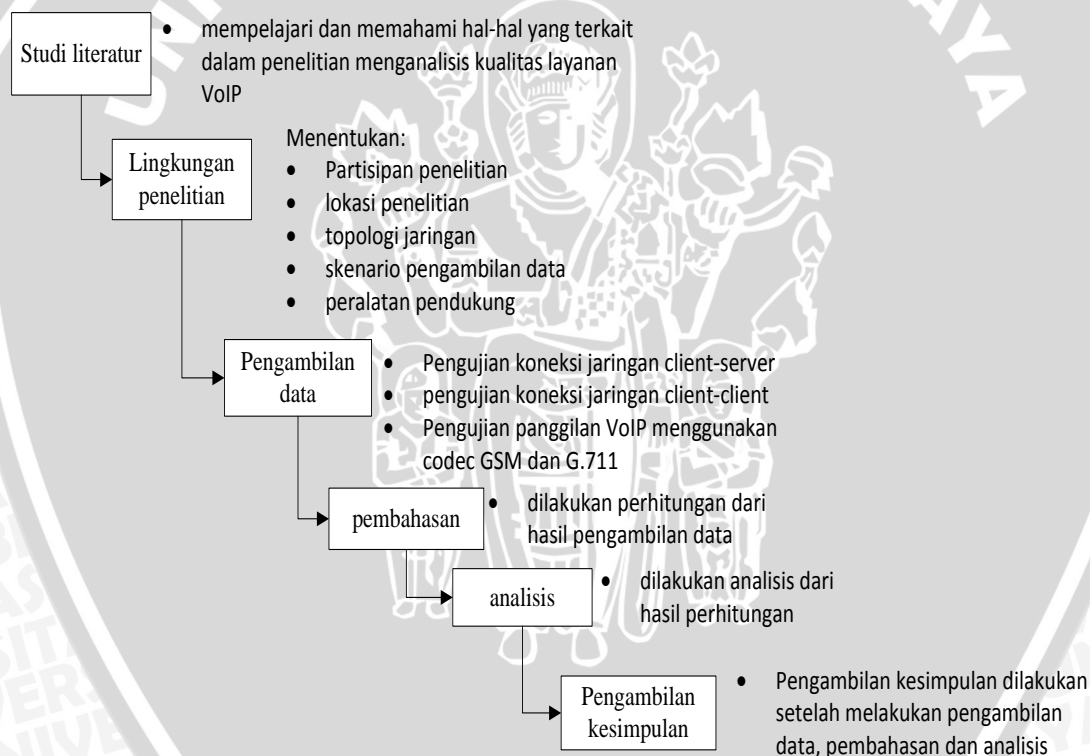 Studi literatur
• mempelajari dan memahami hal-hal yang terkait
dalam penelitian menganalisis kualitas layanan
VoIP
Lingkungan
penelitian
Menentukan:
• Partisipan penelitian
• lokasi penelitian
• topologi jaringan
• skenario pengambilan data
• peralatan pendukung
Pengambilan
data
• Pengujian koneksi jaringan client-server
• pengujian koneksi jaringan client-client
• Pengujian panggilan VoIP menggunakan
codec GSM dan G.711
pembahasan
• dilakukan perhitungan dari
hasil pengambilan data
analisis
• dilakukan analisis dari
hasil perhitungan
Pengambilan
kesimpulan
• Pengambilan kesimpulan dilakukan
setelah melakukan pengambilan
data, pembahasan dan analisis